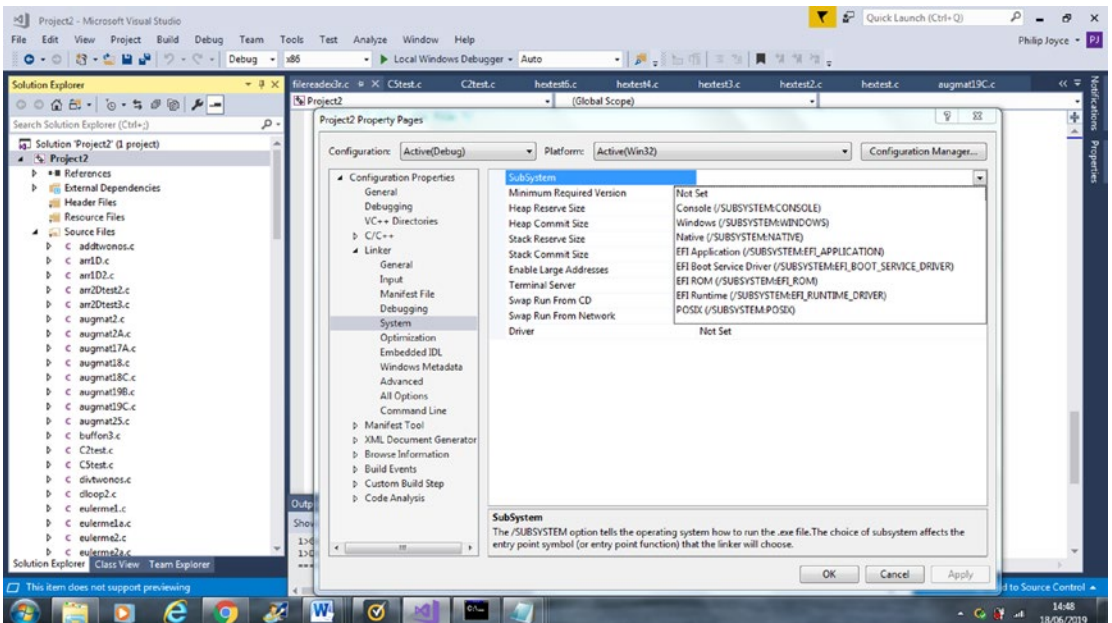 Project2 - Microsoft Visual Studio
Quick Launch (Ctrl+Q)
File Edit View Project Build Debug Team Tools Test Analyze Window Help
Philip Joyce PJ
Debug x86 Local Windows Debugger Auto
Solution Explorer
filereadex3r.c C5test.c C2test.c hextest6.c hextest4.c hextest3.c hextest2.c hextest.c augmat19C.c
Project2 (Global Scope)
Search Solution Explorer (Ctrl+;)
Solution 'Project2' (1 project)
Project2
References
External Dependencies
Header Files
Resource Files
Source Files
addtwonos.c
arr1D.c
arr1D2.c
arr2Dtest2.c
arr2Dtest3.c
augmat2.c
augmat2A.c
augmat17A.c
augmat18.c
augmat18C.c
augmat19B.c
augmat19C.c
augmat25.c
buffon3.c
C2test.c
C5test.c
divtwonos.c
dloop2.c
eulerme1.c
eulerme1a.c
eulerme2.c
eulerme2a.c
Solution Explorer Class View Team Explorer
Project2 Property Pages
Configuration: Active(Debug) Platform: Active(Win32) Configuration Manager...
Configuration Properties
General
Debugging
VC++ Directories
C/C++
Linker
General
Input
Manifest File
Debugging
System
Optimization
Embedded IDL
Windows Metadata
Advanced
All Options
Command Line
Manifest Tool
XML Document Generator
Browse Information
Build Events
Custom Build Step
Code Analysis
SubSystem
Minimum Required Version
Heap Reserve Size
Heap Commit Size
Stack Reserve Size
Stack Commit Size
Enable Large Addresses
Terminal Server
Swap Run From CD
Swap Run From Network
Driver Not Set
Not Set
Console (/SUBSYSTEM:CONSOLE)
Windows (/SUBSYSTEM:WINDOWS)
Native (/SUBSYSTEM:NATIVE)
EFI Application (/SUBSYSTEM:EFI_APPLICATION)
EFI Boot Service Driver (/SUBSYSTEM:EFI_BOOT_SERVICE_DRIVER)
EFI ROM (/SUBSYSTEM:EFI_ROM)
EFI Runtime (/SUBSYSTEM:EFI_RUNTIME_DRIVER)
POSIX (/SUBSYSTEM:POSIX)
SubSystem
The /SUBSYSTEM option tells the operating system how to run the .exe file.The choice of subsystem affects the
entry point symbol (or entry point function) that the linker will choose.
OK Cancel Apply
Notifications
Properties
This item does not support previewing
to Source Control
14:48
18/06/2019